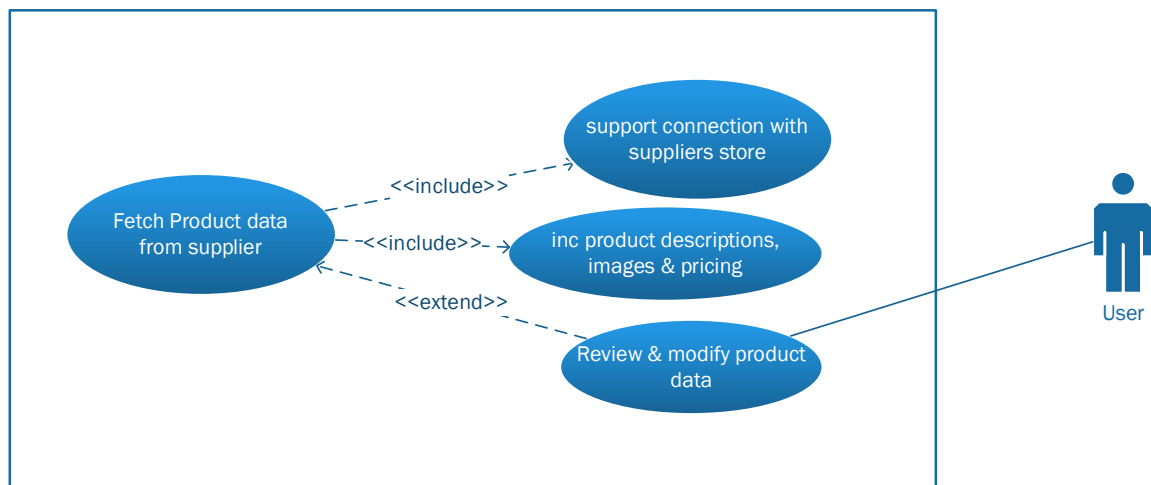 support connection with
suppliers store
<<include>>
Fetch Product data
from supplier
<<include>>
inc product descriptions,
images & pricing
<<extend>>
User
Review & modify product
data